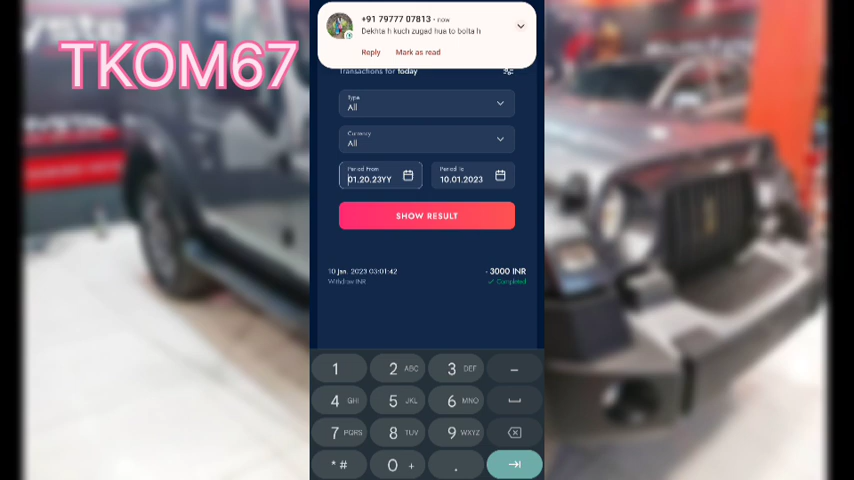 TKOM67
+91 79777 07813 • now
Dekhta h kuch zugad hua to bolta h
Reply Mark as read
Transactions for today
Type
All
Currency
All
Period From
01.20.23YY
Period To
10.01.2023
SHOW RESULT
10 Jan. 2023 03:01:42
- 3000 INR
Withdraw INR
✓ Completed
1
2 ABC
3 DEF
–
4 GHI
5 JKL
6 MNO
7 PQRS
8 TUV
9 WXYZ
* #
0 +
.